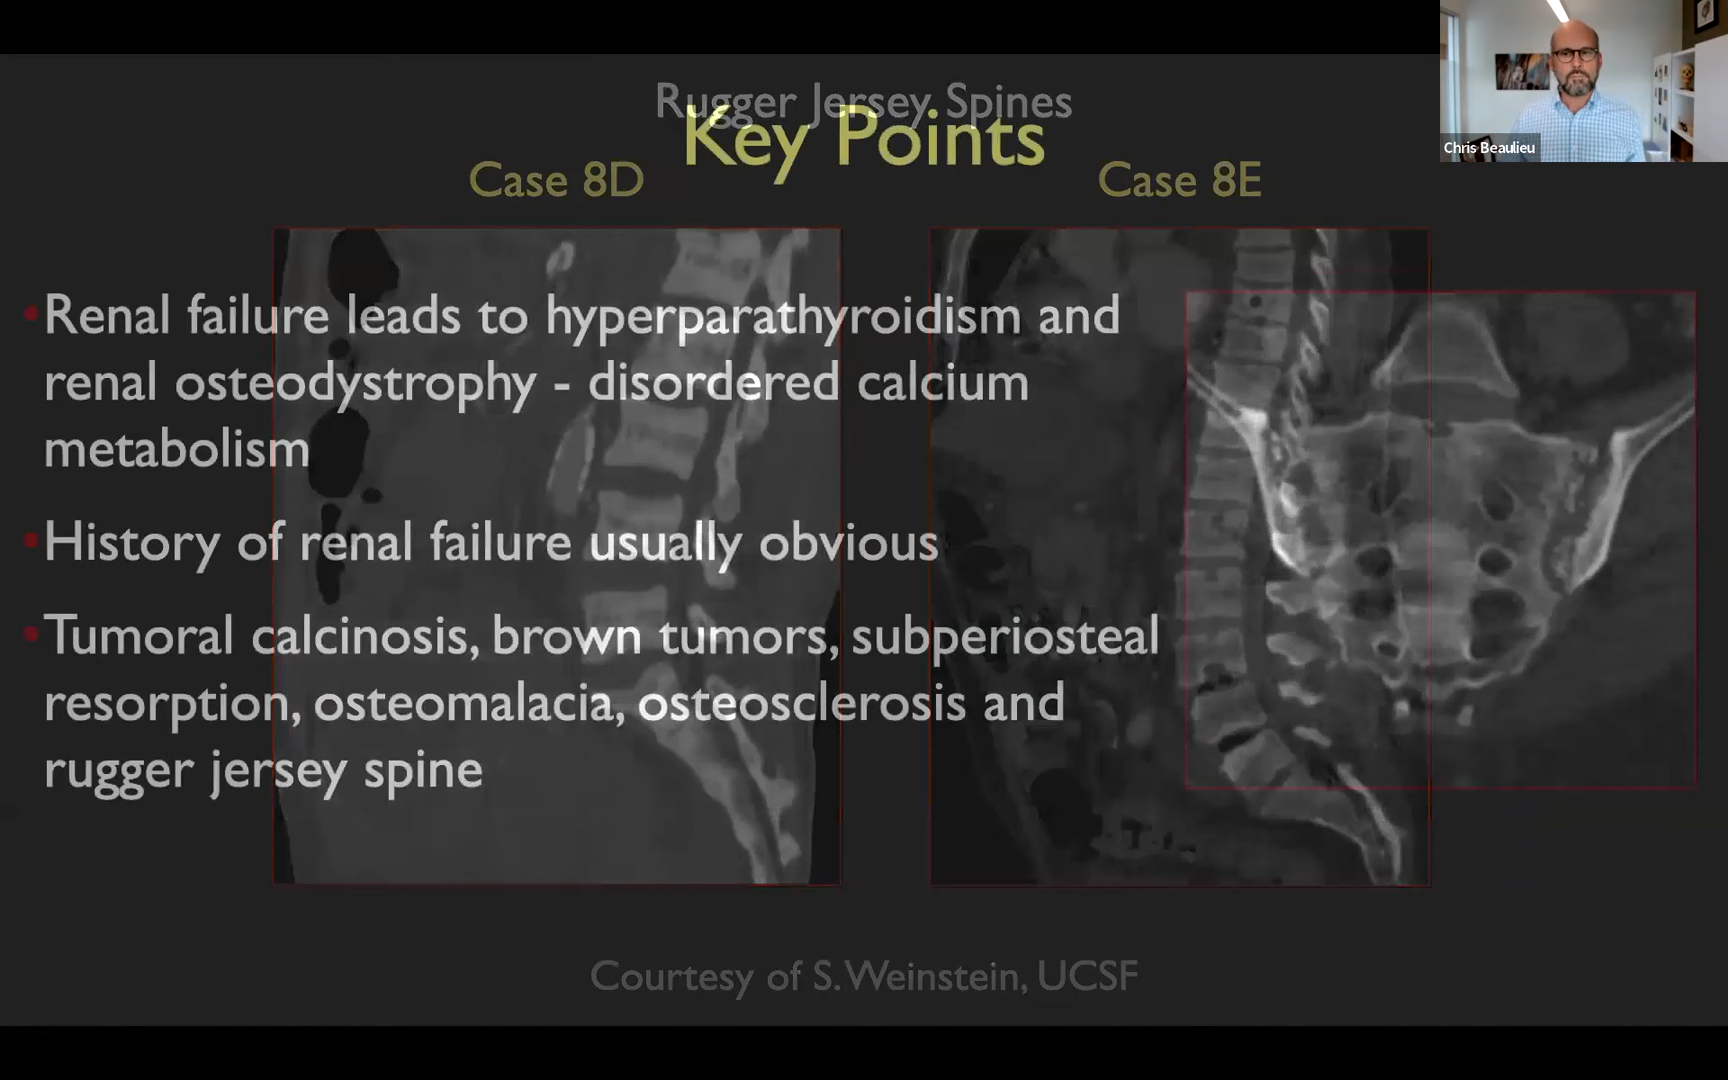 Rugger Jersey Spines
Key Points
Case 8D
Case 8E
Chris Beaulieu
•Renal failure leads to hyperparathyroidism and
renal osteodystrophy - disordered calcium
metabolism
•History of renal failure usually obvious
•Tumoral calcinosis, brown tumors, subperiosteal
resorption, osteomalacia, osteosclerosis and
rugger jersey spine
Courtesy of S. Weinstein, UCSF